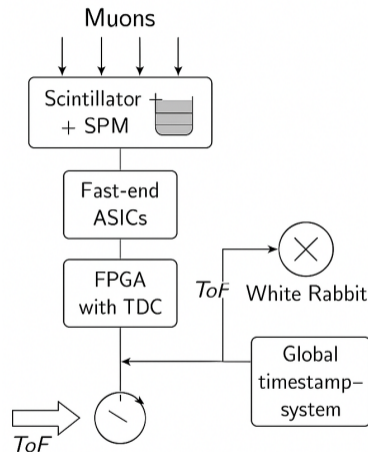 Muons
Scintillator +
+ SPM
Fast-end
ASICs
FPGA
with TDC
ToF
White Rabbit
Global
timestamp–
system
ToF